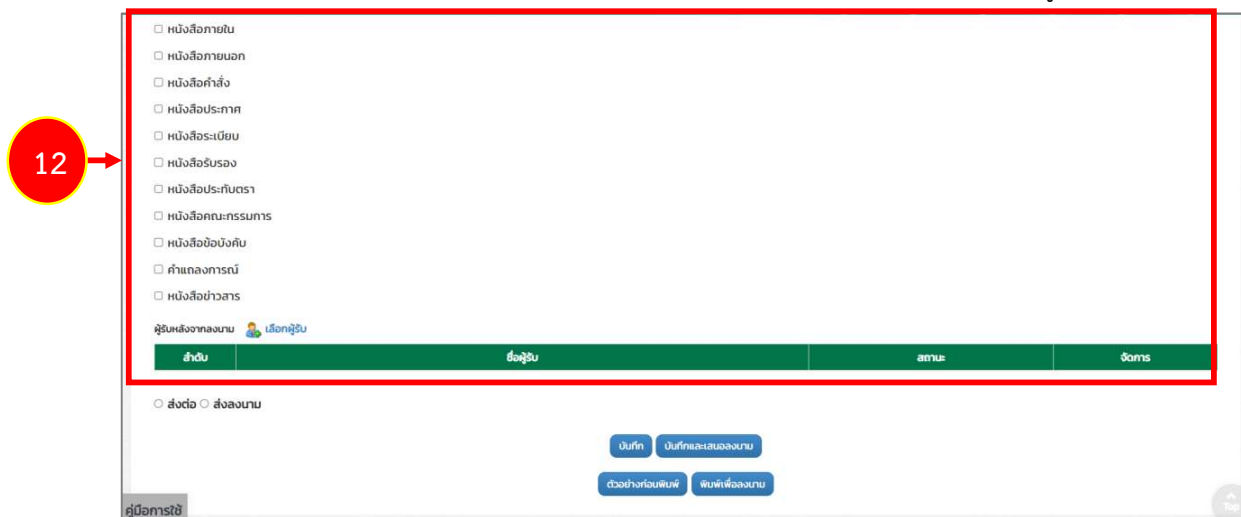 หนังสือภายใน
หนังสือภายนอก
หนังสือคำสั่ง
หนังสือประกาศ
หนังสือระเบียบ
12
หนังสือรับรอง
หนังสือประทับตรา
หนังสือคณะกรรมการ
หนังสือข้อบังคับ
คำแถลงการณ์
หนังสือข่าวสาร
ผู้รับหลังจากลงนาม เลือกผู้รับ
ลำดับ ชื่อผู้รับ สถานะ จัดการ
ส่งต่อ ส่งลงนาม
บันทึก บันทึกและเสนอลงนาม
ตัวอย่างก่อนพิมพ์ พิมพ์เพื่อลงนาม
Top
คู่มือการใช้